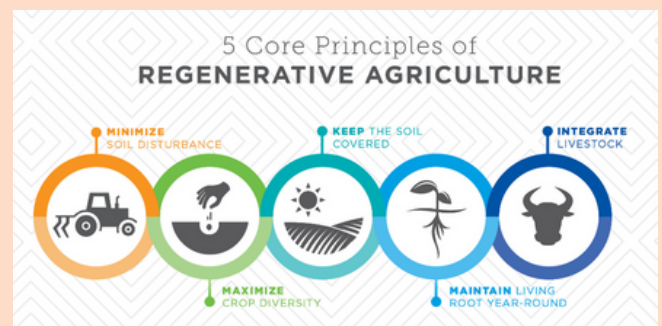 5 Core Principles of
REGENERATIVE AGRICULTURE
MINIMIZE
SOIL DISTURBANCE
KEEP THE SOIL
COVERED
INTEGRATE
LIVESTOCK
MAXIMIZE
CROP DIVERSITY
MAINTAIN LIVING
ROOT YEAR-ROUND